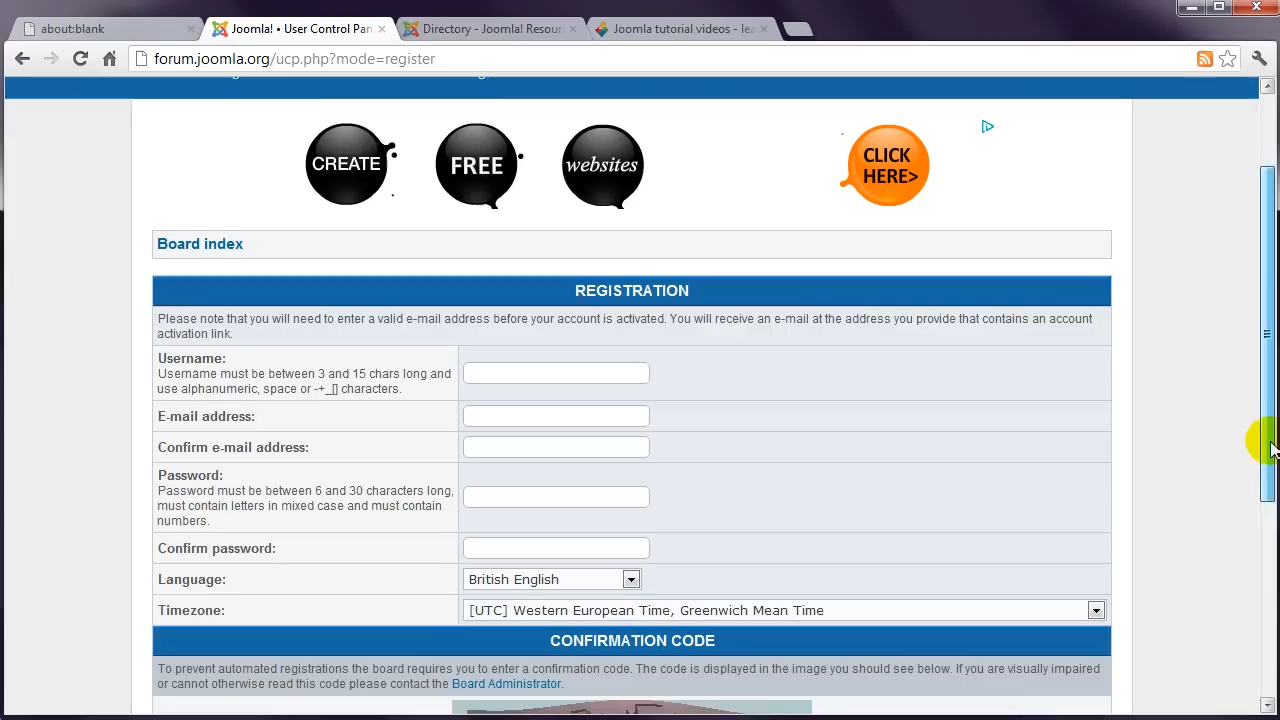 about:blank
Joomla! • User Control Pan
Directory - Joomla! Resour
Joomla tutorial videos - lea
forum.joomla.org/ucp.php?mode=register
CREATE FREE websites CLICK HERE>
Board index
REGISTRATION
Please note that you will need to enter a valid e-mail address before your account is activated. You will receive an e-mail at the address you provide that contains an account
activation link.
Username:
Username must be between 3 and 15 chars long and
use alphanumeric, space or -+_[] characters.
E-mail address:
Confirm e-mail address:
Password:
Password must be between 6 and 30 characters long,
must contain letters in mixed case and must contain
numbers.
Confirm password:
Language:
British English
Timezone:
[UTC] Western European Time, Greenwich Mean Time
CONFIRMATION CODE
To prevent automated registrations the board requires you to enter a confirmation code. The code is displayed in the image you should see below. If you are visually impaired
or cannot otherwise read this code please contact the Board Administrator.